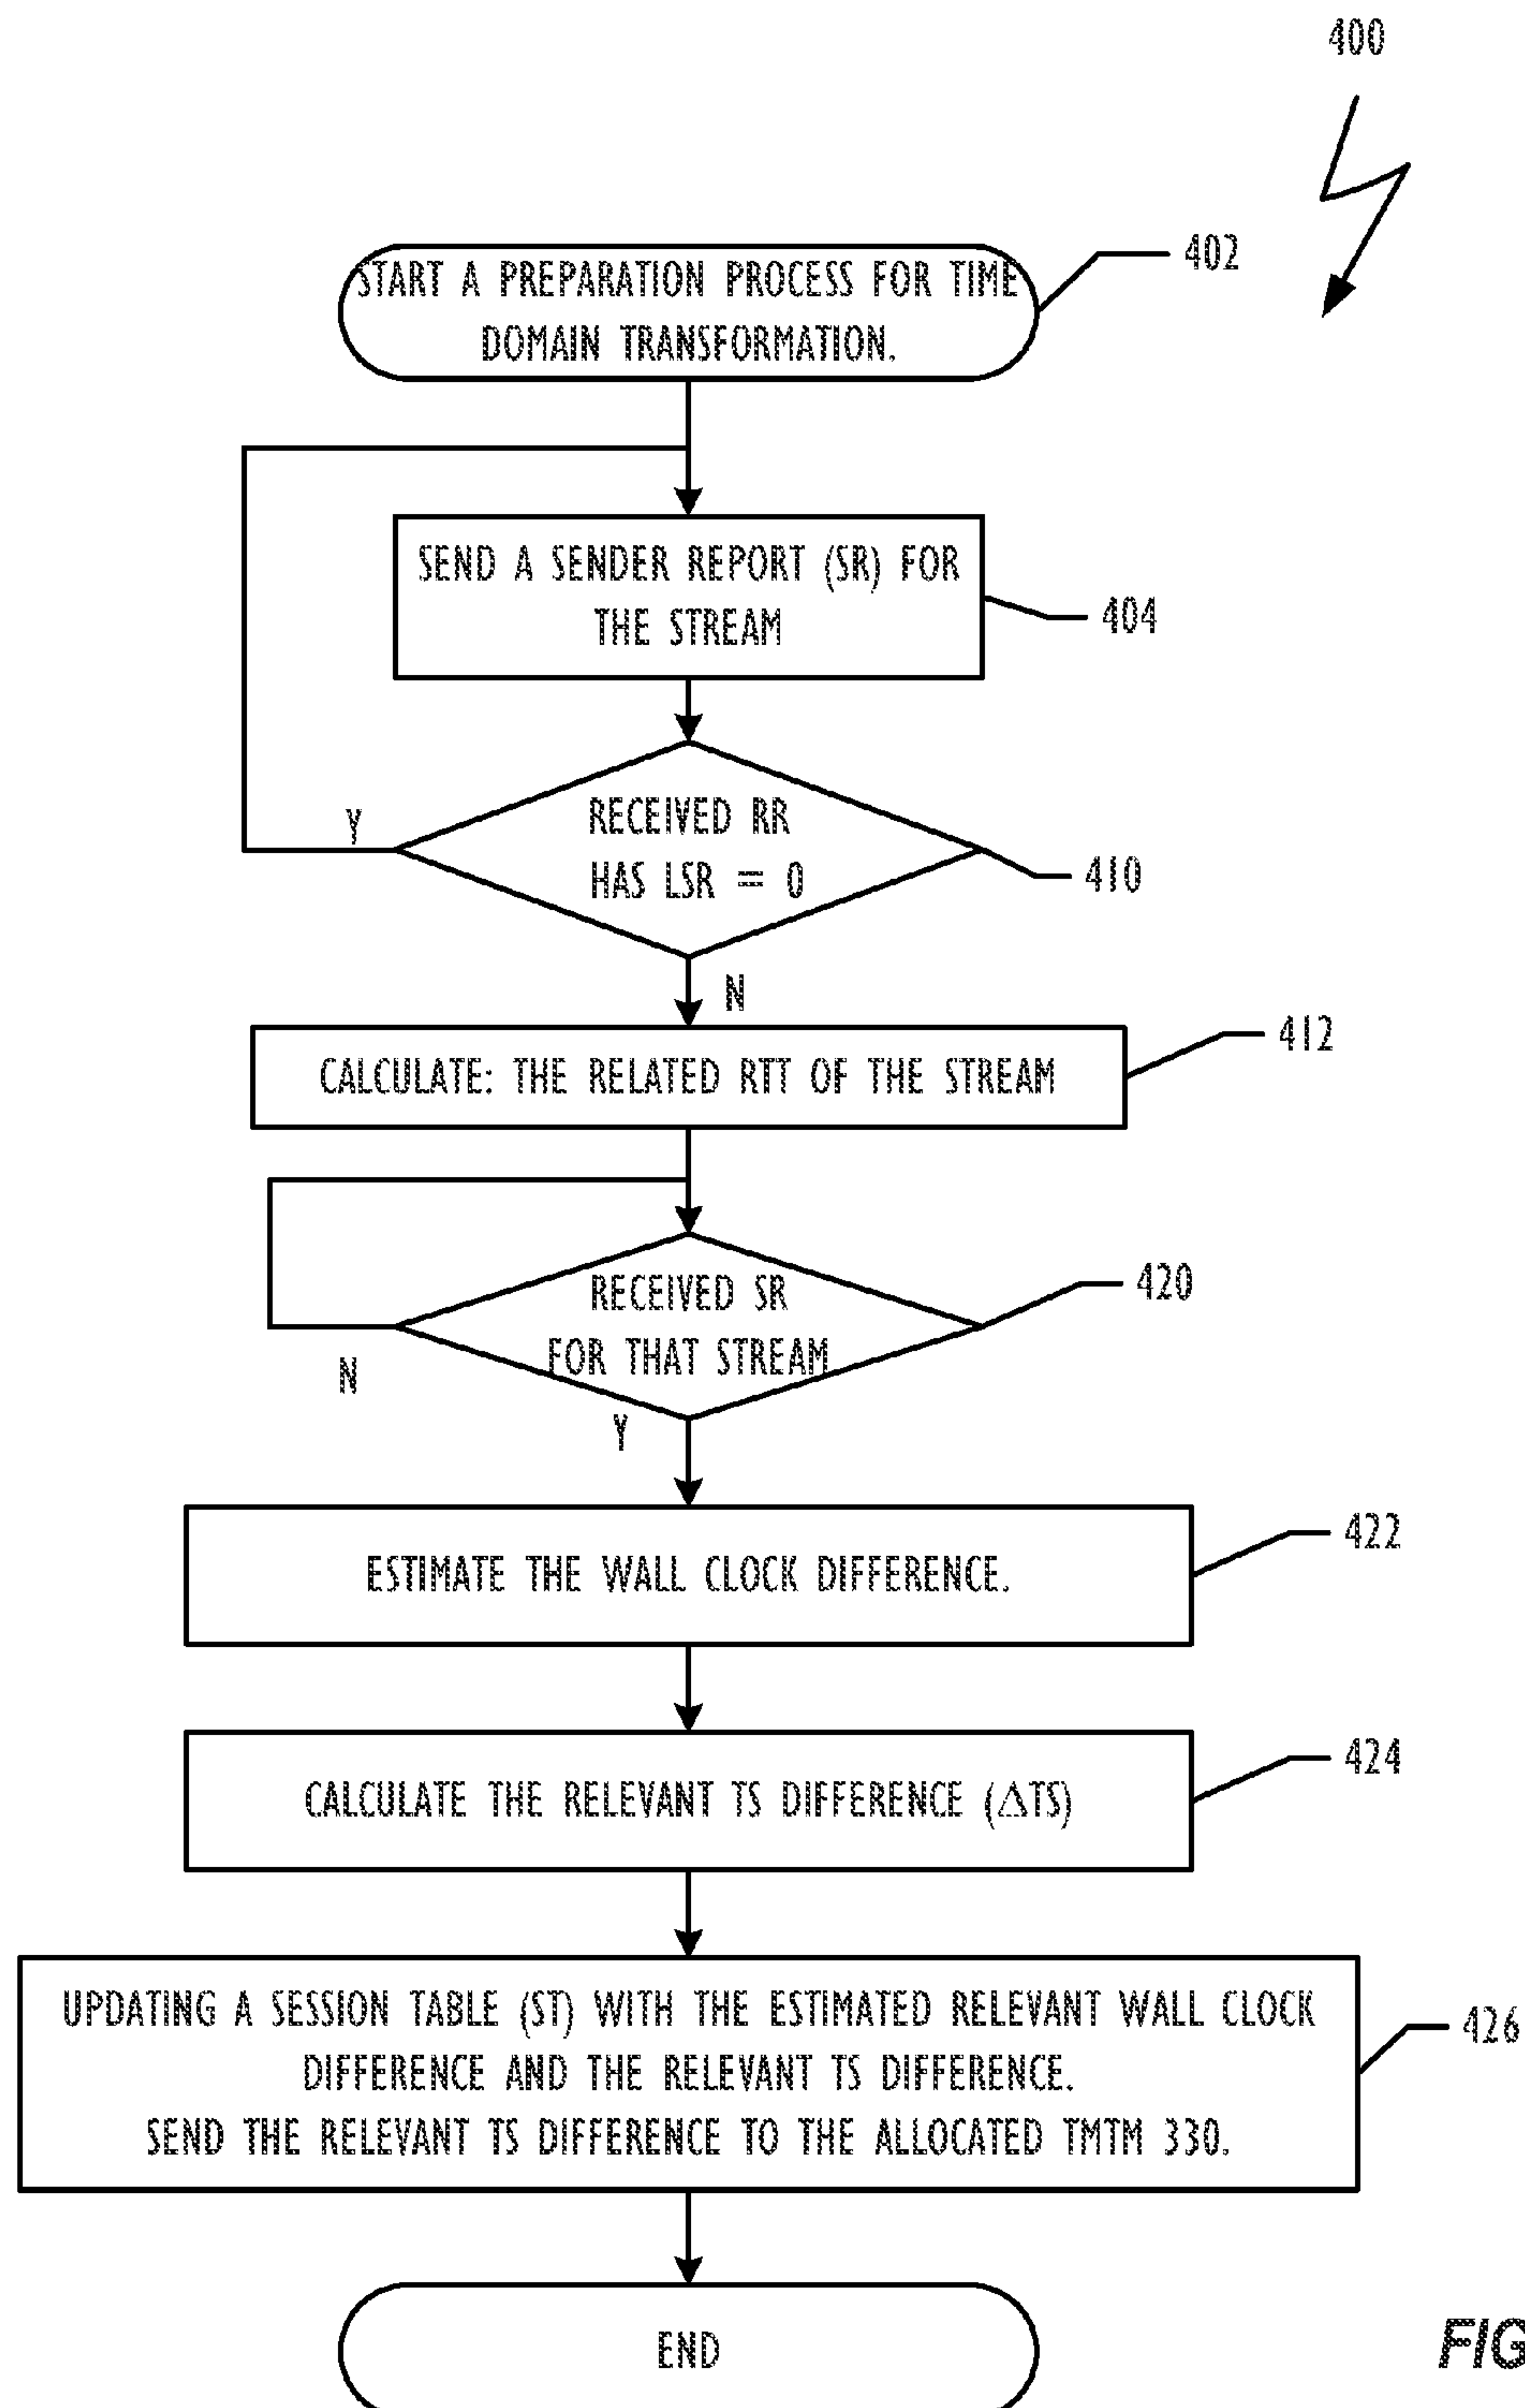 400
START A PREPARATION PROCESS FOR TIME
DOMAIN TRANSFORMATION.
402
SEND A SENDER REPORT (SR) FOR
THE STREAM
404
Y
RECEIVED RR
HAS LSR == 0
410
N
CALCULATE: THE RELATED RTT OF THE STREAM
412
RECEIVED SR
FOR THAT STREAM
420
N
Y
ESTIMATE THE WALL CLOCK DIFFERENCE.
422
CALCULATE THE RELEVANT TS DIFFERENCE (ΔTS)
424
UPDATING A SESSION TABLE (ST) WITH THE ESTIMATED RELEVANT WALL CLOCK
DIFFERENCE AND THE RELEVANT TS DIFFERENCE.
SEND THE RELEVANT TS DIFFERENCE TO THE ALLOCATED TMTM 330.
426
END
FIG